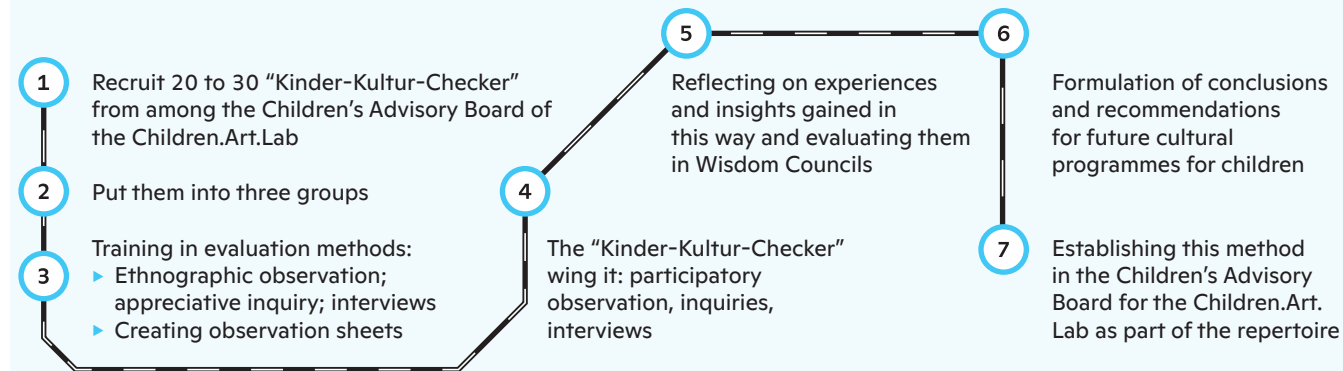 1
Recruit 20 to 30 “Kinder-Kultur-Checker”
from among the Children’s Advisory Board of
the Children.Art.Lab
2
Put them into three groups
3
Training in evaluation methods:
▸ Ethnographic observation;
appreciative inquiry; interviews
▸ Creating observation sheets
4
The “Kinder-Kultur-Checker”
wing it: participatory
observation, inquiries,
interviews
5
Reflecting on experiences
and insights gained in
this way and evaluating them
in Wisdom Councils
6
Formulation of conclusions
and recommendations
for future cultural
programmes for children
7
Establishing this method
in the Children’s Advisory
Board for the Children.Art.
Lab as part of the repertoire